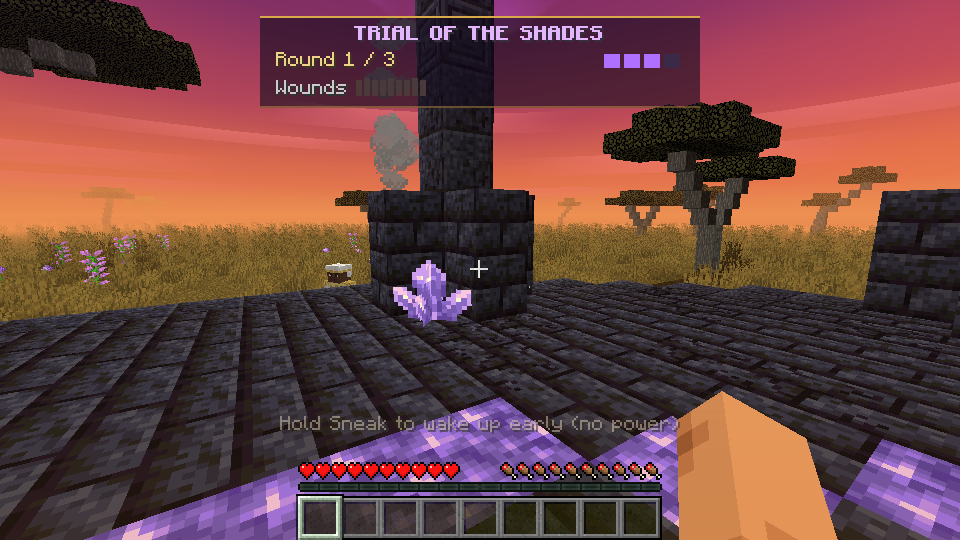 TRIAL OF THE SHADES
Round 1 / 3
Wounds
Hold Sneak to wake up early (no power)